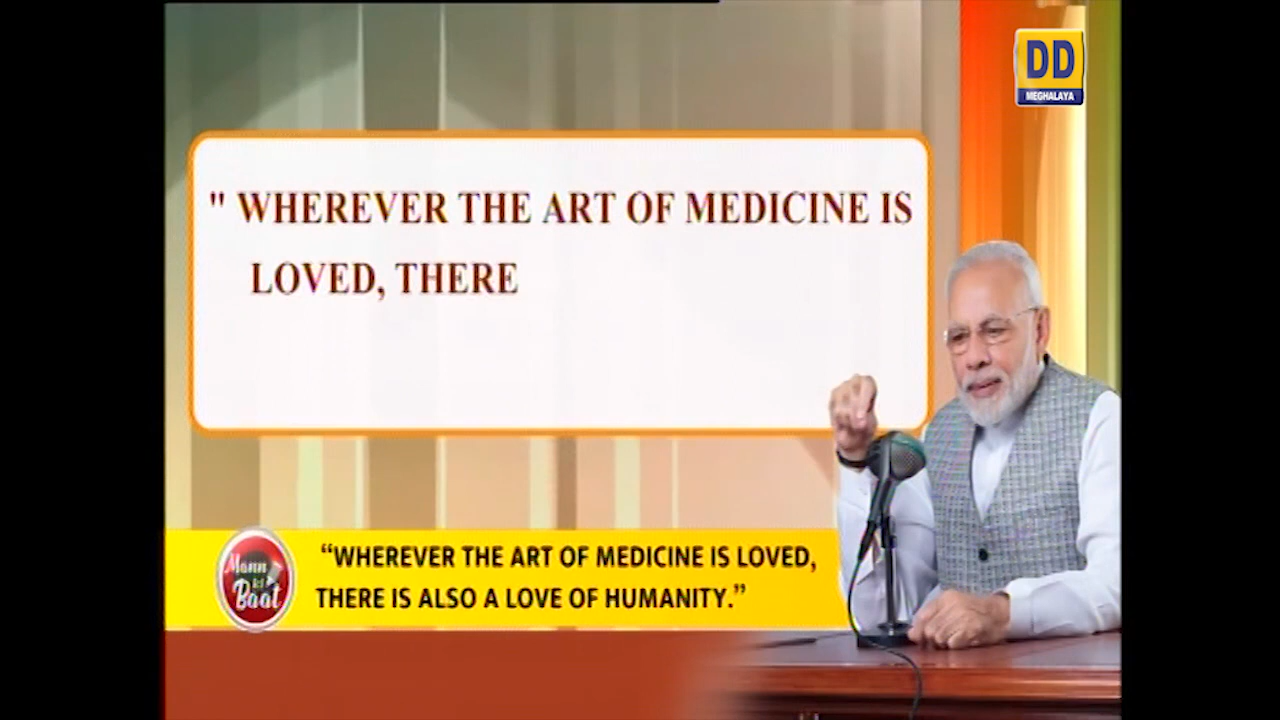 DD
MEGHALAYA
" WHEREVER THE ART OF MEDICINE IS
LOVED, THERE
Mann
ki
Baat
“WHEREVER THE ART OF MEDICINE IS LOVED,
THERE IS ALSO A LOVE OF HUMANITY.”